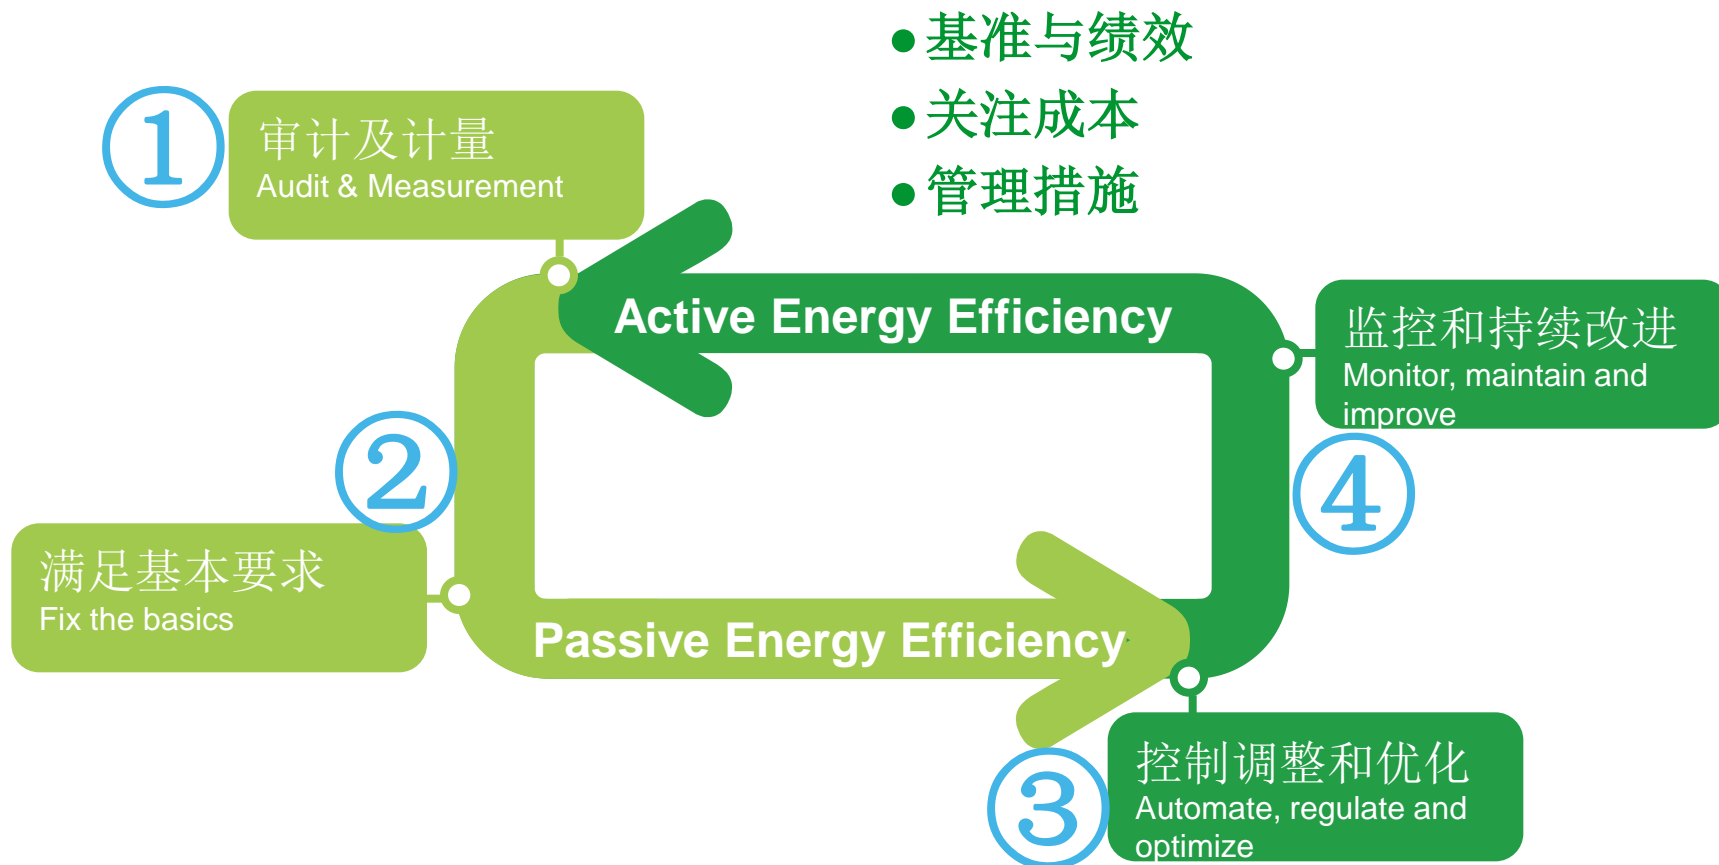 ●基准与绩效
●关注成本
●管理措施
①
审计及计量
Audit & Measurement
Active Energy Efficiency
监控和持续改进
Monitor, maintain and
improve
②
④
满足基本要求
Fix the basics
Passive Energy Efficiency
③
控制调整和优化
Automate, regulate and
optimize